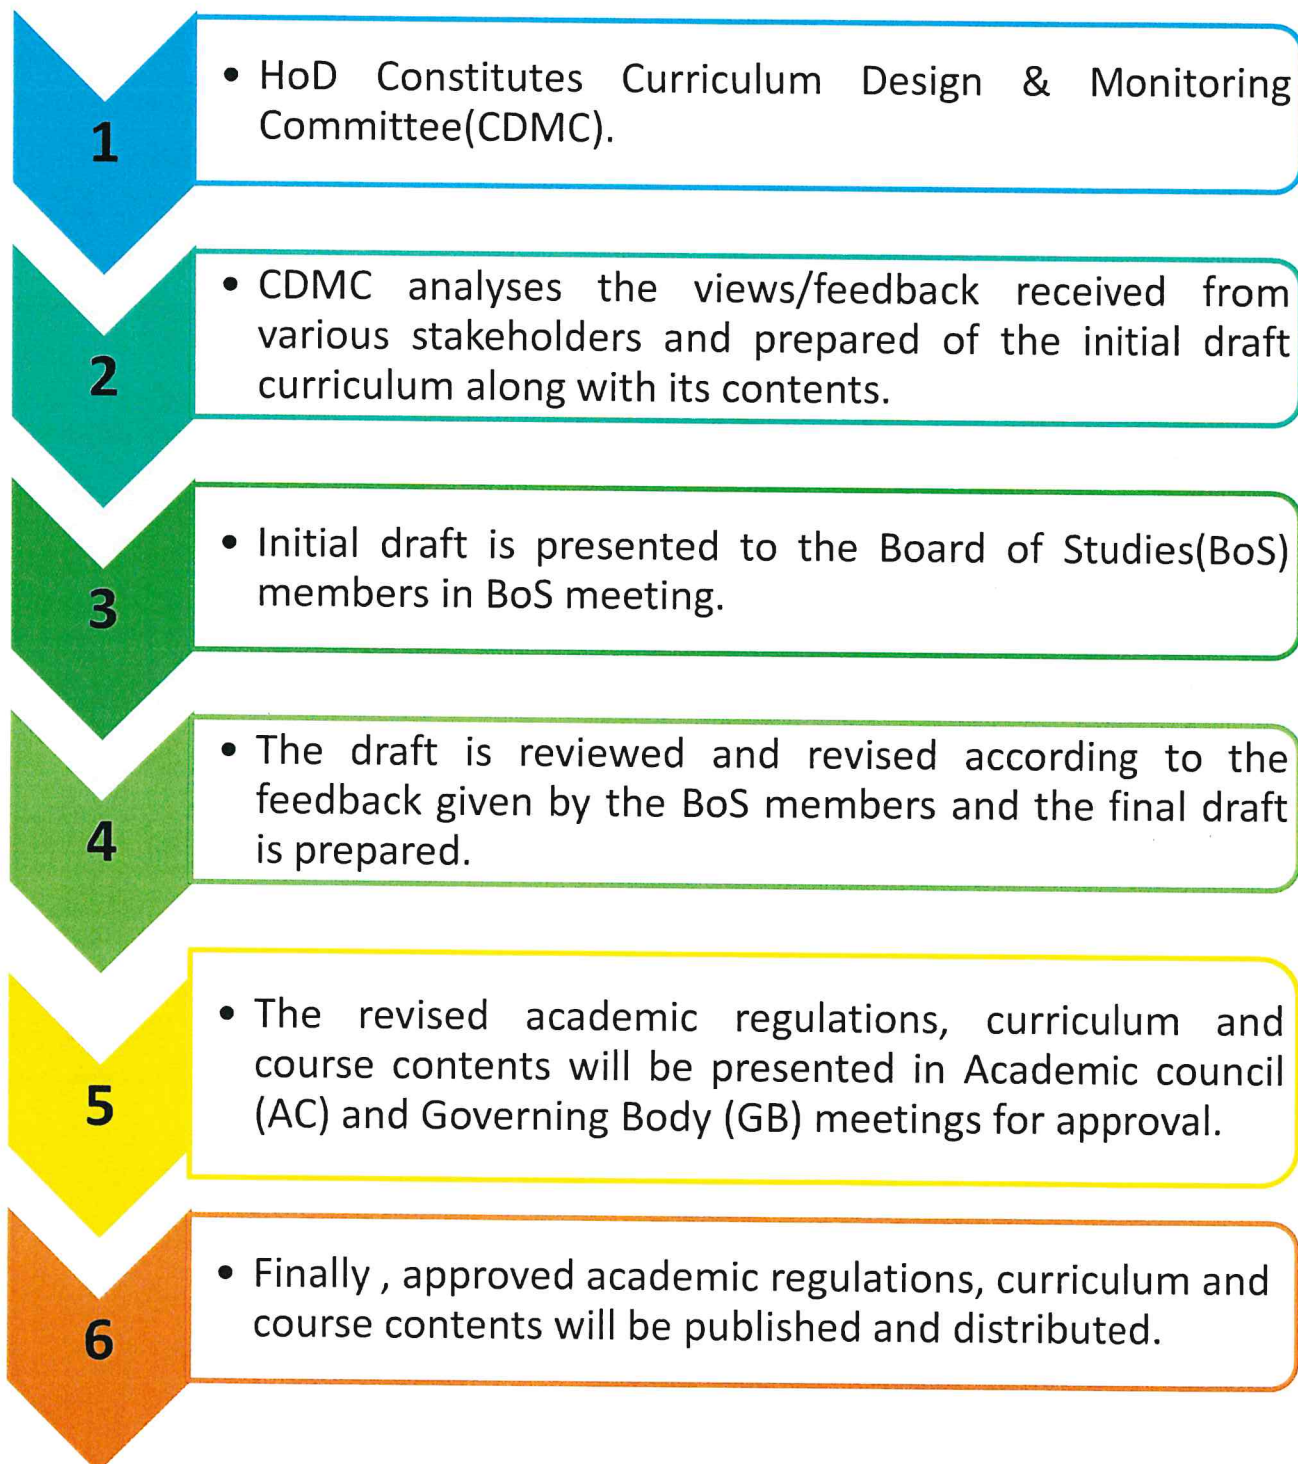 1
• HoD Constitutes Curriculum Design & Monitoring
Committee(CDMC).
2
• CDMC analyses the views/feedback received from
various stakeholders and prepared of the initial draft
curriculum along with its contents.
3
• Initial draft is presented to the Board of Studies(BoS)
members in BoS meeting.
4
• The draft is reviewed and revised according to the
feedback given by the BoS members and the final draft
is prepared.
5
• The revised academic regulations, curriculum and
course contents will be presented in Academic council
(AC) and Governing Body (GB) meetings for approval.
6
• Finally , approved academic regulations, curriculum and
course contents will be published and distributed.